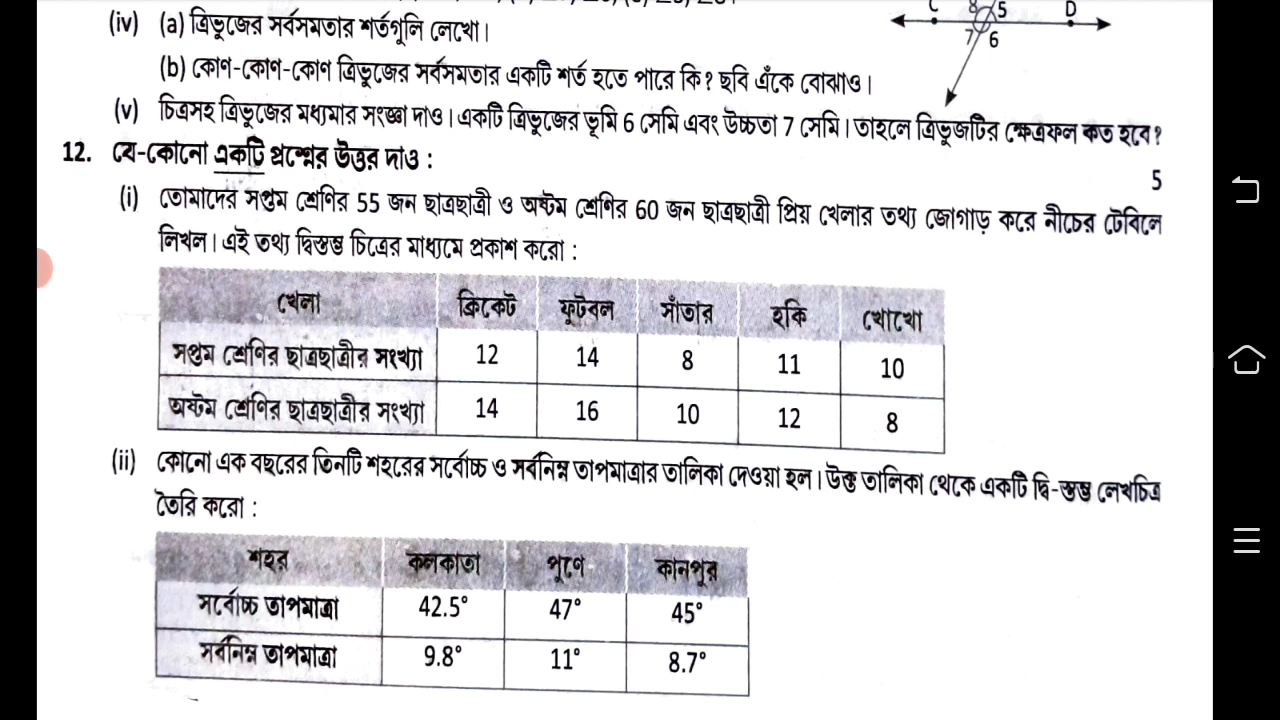 (iv) (a) ত্রিভুজের সর্বসমতার শর্তগুলি লেখো।
C 8 5 D
7 6
(b) কোণ-কোণ-কোণ ত্রিভুজের সর্বসমতার একটি শর্ত হতে পারে কি? ছবি এঁকে বোঝাও।
(v) চিত্রসহ ত্রিভুজের মধ্যমার সংজ্ঞা দাও। একটি ত্রিভুজের ভূমি 6 সেমি এবং উচ্চতা 7 সেমি। তাহলে ত্রিভুজটির ক্ষেত্রফল কত হবে?
12. যে-কোনো একটি প্রশ্নের উত্তর দাও : 5
(i) তোমাদের সপ্তম শ্রেণির 55 জন ছাত্রছাত্রী ও অষ্টম শ্রেণির 60 জন ছাত্রছাত্রী প্রিয় খেলার তথ্য জোগাড় করে নীচের টেবিলে
লিখল। এই তথ্য দ্বিস্তম্ভ চিত্রের মাধ্যমে প্রকাশ করো :
খেলা ক্রিকেট ফুটবল সাঁতার হকি খোখো
সপ্তম শ্রেণির ছাত্রছাত্রীর সংখ্যা 12 14 8 11 10
অষ্টম শ্রেণির ছাত্রছাত্রীর সংখ্যা 14 16 10 12 8
(ii) কোনো এক বছরের তিনটি শহরের সর্বোচ্চ ও সর্বনিম্ন তাপমাত্রার তালিকা দেওয়া হল। উক্ত তালিকা থেকে একটি দ্বি-স্তম্ভ লেখচিত্র
তৈরি করো :
শহর কলকাতা পুণে কানপুর
সর্বোচ্চ তাপমাত্রা 42.5° 47° 45°
সর্বনিম্ন তাপমাত্রা 9.8° 11° 8.7°